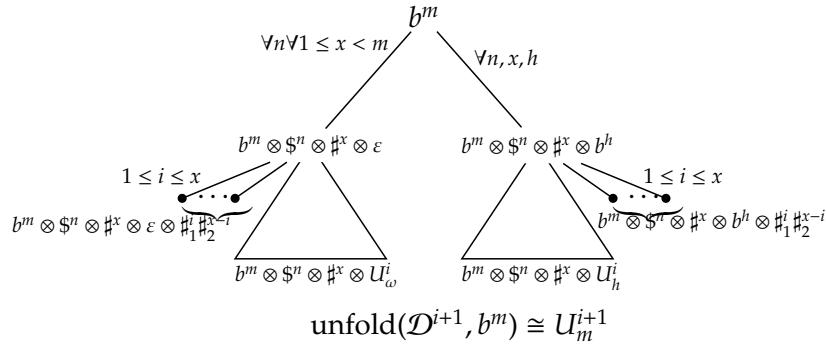 b^m
∀n∀1 ≤ x < m
∀n, x, h
b^m ⊗ $^n ⊗ ♯^x ⊗ ε
b^m ⊗ $^n ⊗ ♯^x ⊗ b^h
1 ≤ i ≤ x
1 ≤ i ≤ x
b^m ⊗ $^n ⊗ ♯^x ⊗ ε ⊗ ♯_1^i ♯_2^{x−i}
b^m ⊗ $^n ⊗ ♯^x ⊗ b^h ⊗ ♯_1^i ♯_2^{x−i}
b^m ⊗ $^n ⊗ ♯^x ⊗ U_ω^i
b^m ⊗ $^n ⊗ ♯^x ⊗ U_h^i
unfold(𝒟^{i+1}, b^m) ≅ U_m^{i+1}